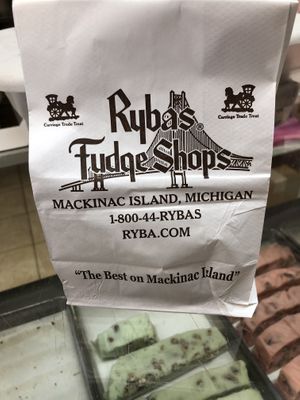 Carriage Trade Treat
Carriage Trade Treat
Ryba's®
Fudge Shops
MACKINAC ISLAND, MICHIGAN
1-800-44-RYBAS
RYBA.COM
"The Best on Mackinac Island"